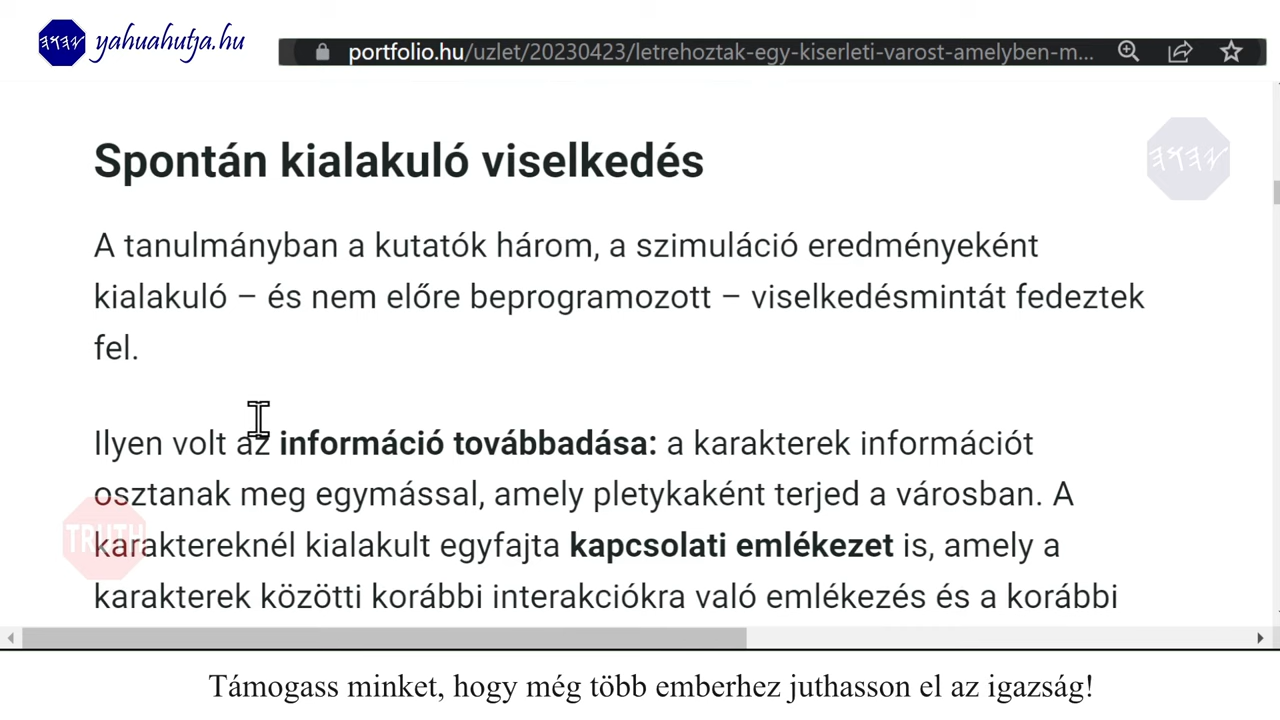 yahuahutja.hu
portfolio.hu/uzlet/20230423/letrehoztak-egy-kiserleti-varost-amelyben-m...
Spontán kialakuló viselkedés
A tanulmányban a kutatók három, a szimuláció eredményeként
kialakuló – és nem előre beprogramozott – viselkedésmintát fedeztek
fel.
Ilyen volt az információ továbbadása: a karakterek információt
osztanak meg egymással, amely pletykaként terjed a városban. A
TRUTH
karaktereknél kialakult egyfajta kapcsolati emlékezet is, amely a
karakterek közötti korábbi interakciókra való emlékezés és a korábbi
Támogass minket, hogy még több emberhez juthasson el az igazság!